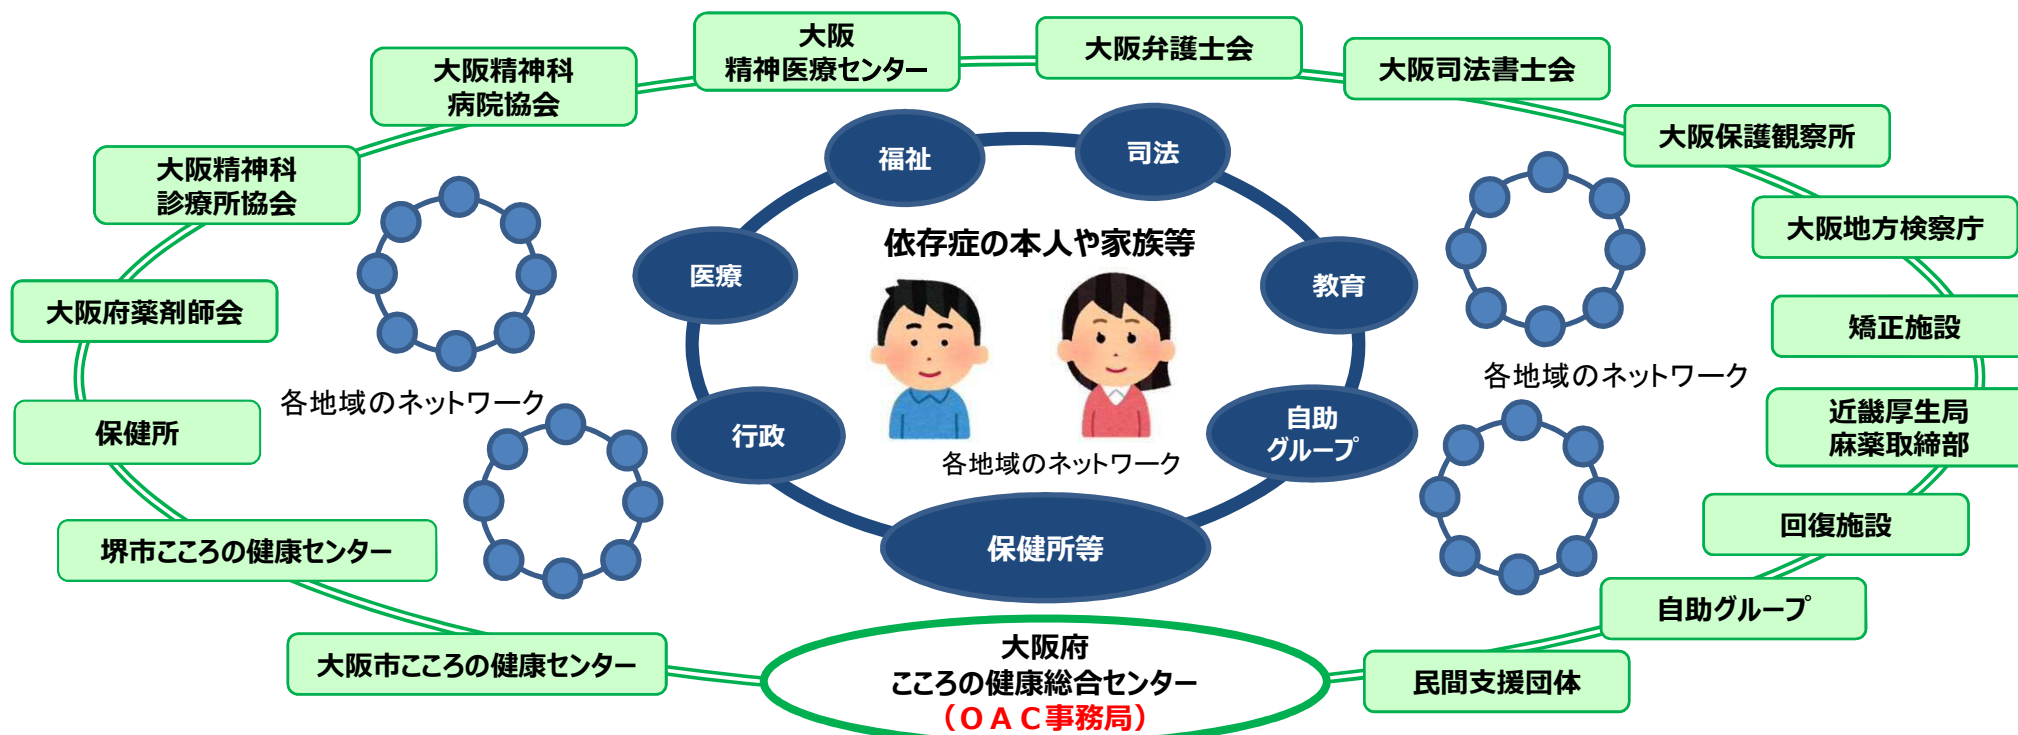 大阪
精神医療センター
大阪弁護士会
大阪精神科
病院協会
大阪司法書士会
大阪精神科
診療所協会
大阪保護観察所
福祉
司法
大阪地方検察庁
依存症の本人や家族等
医療
教育
大阪府薬剤師会
矯正施設
各地域のネットワーク
各地域のネットワーク
保健所
行政
自助
グループ
近畿厚生局
麻薬取締部
各地域のネットワーク
回復施設
堺市こころの健康センター
保健所等
自助グループ
大阪市こころの健康センター
大阪府
こころの健康総合センター
（ＯＡＣ事務局）
民間支援団体